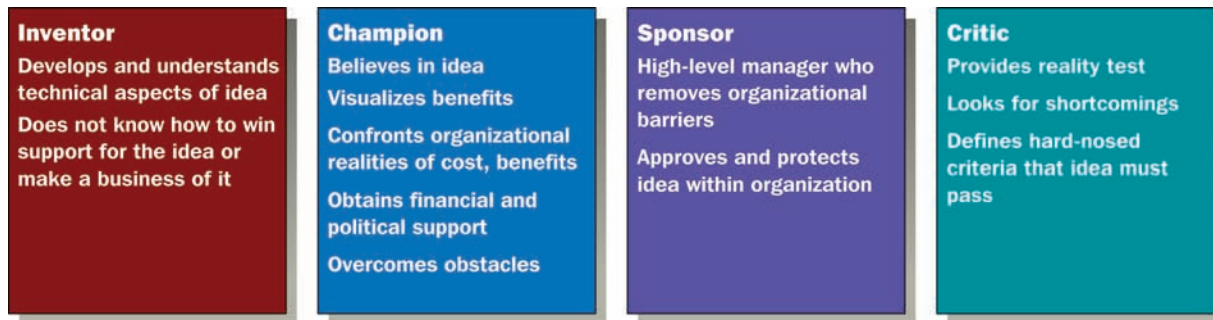 Inventor
Develops and understands
technical aspects of idea
Does not know how to win
support for the idea or
make a business of it
Champion
Believes in idea
Visualizes benefits
Confronts organizational
realities of cost, benefits
Obtains financial and
political support
Overcomes obstacles
Sponsor
High-level manager who
removes organizational
barriers
Approves and protects
idea within organization
Critic
Provides reality test
Looks for shortcomings
Defines hard-nosed
criteria that idea must
pass